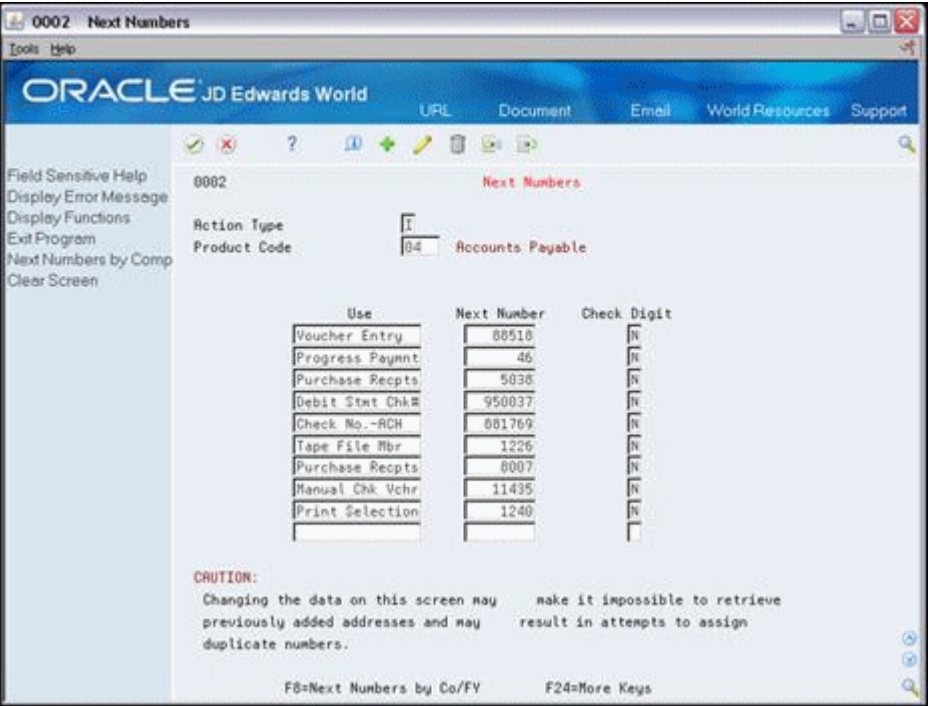 0002 Next Numbers
Tools Help
ORACLE JD Edwards World
URL Document Email World Resources Support
Field Sensitive Help
Display Error Message
Display Functions
Exit Program
Next Numbers by Comp
Clear Screen
0002 Next Numbers
Action Type I
Product Code 04 Accounts Payable
Use Next Number Check Digit
Voucher Entry 88518 N
Progress Paymnt 46 N
Purchase Recpts 5038 N
Debit Stmt Chk# 950037 N
Check No.-ACH 681769 N
Tape File Mbr 1226 N
Purchase Recpts 8007 N
Manual Chk Vchr 11435 N
Print Selection 1240 N
CAUTION:
Changing the data on this screen may make it impossible to retrieve
previously added addresses and may result in attempts to assign
duplicate numbers.
F8=Next Numbers by Co/FY F24=More Keys